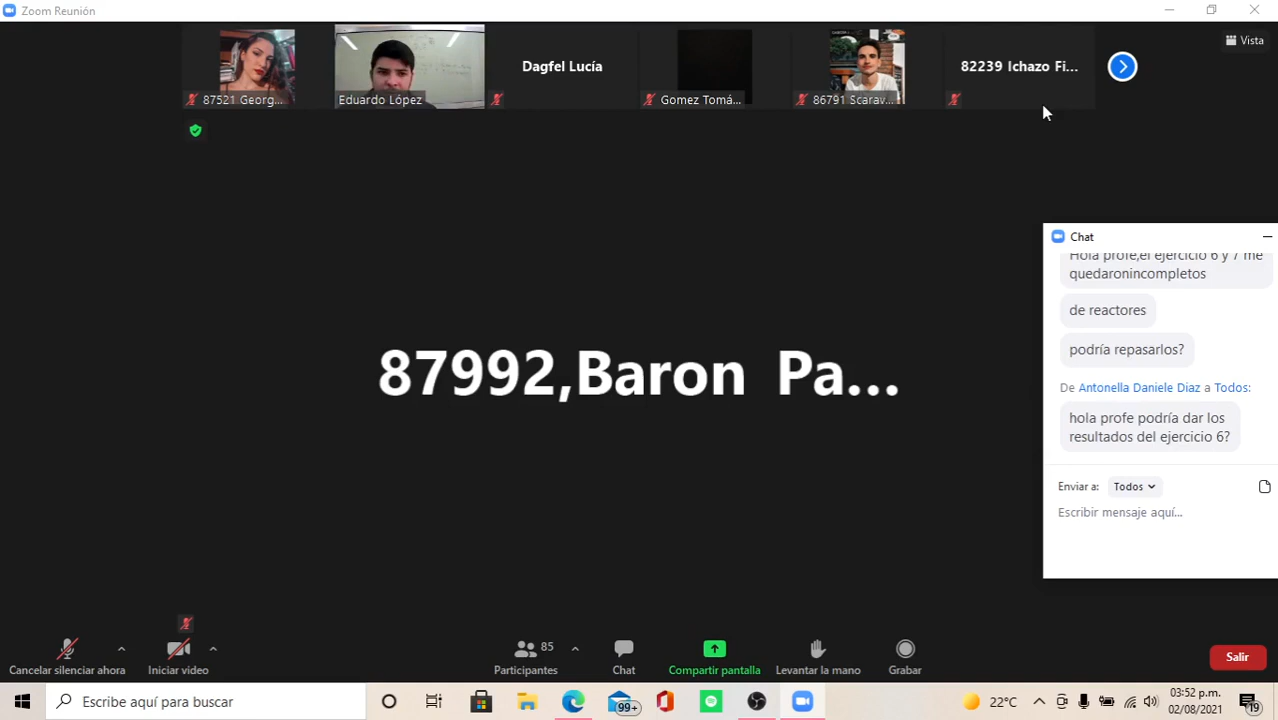 Zoom Reunión
Vista
87521 Georg...
Eduardo López
Dagfel Lucía
Gomez Tomá...
86791 Scarav...
82239 Ichazo Fi...
87992,Baron Pa...
Chat
Hola profe,el ejercicio 6 y 7 me
quedaronincompletos
de reactores
podría repasarlos?
De Antonella Daniele Diaz a Todos:
hola profe podría dar los
resultados del ejercicio 6?
Enviar a: Todos
Escribir mensaje aquí...
Cancelar silenciar ahora
Iniciar video
85
Participantes
Chat
Compartir pantalla
Levantar la mano
Grabar
Salir
Escribe aquí para buscar
99+
22°C
03:52 p.m.
02/08/2021
19